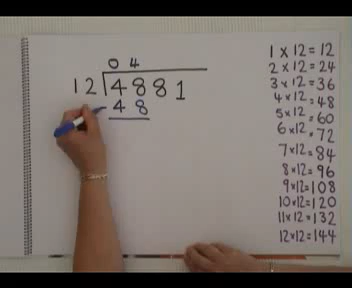 04
12 4881
48
1 x 12 = 12
2 x 12 = 24
3 x 12 = 36
4 x 12 = 48
5 x 12 = 60
6 x 12 = 72
7 x 12 = 84
8 x 12 = 96
9 x 12 = 108
10 x 12 = 120
11 x 12 = 132
12 x 12 = 144